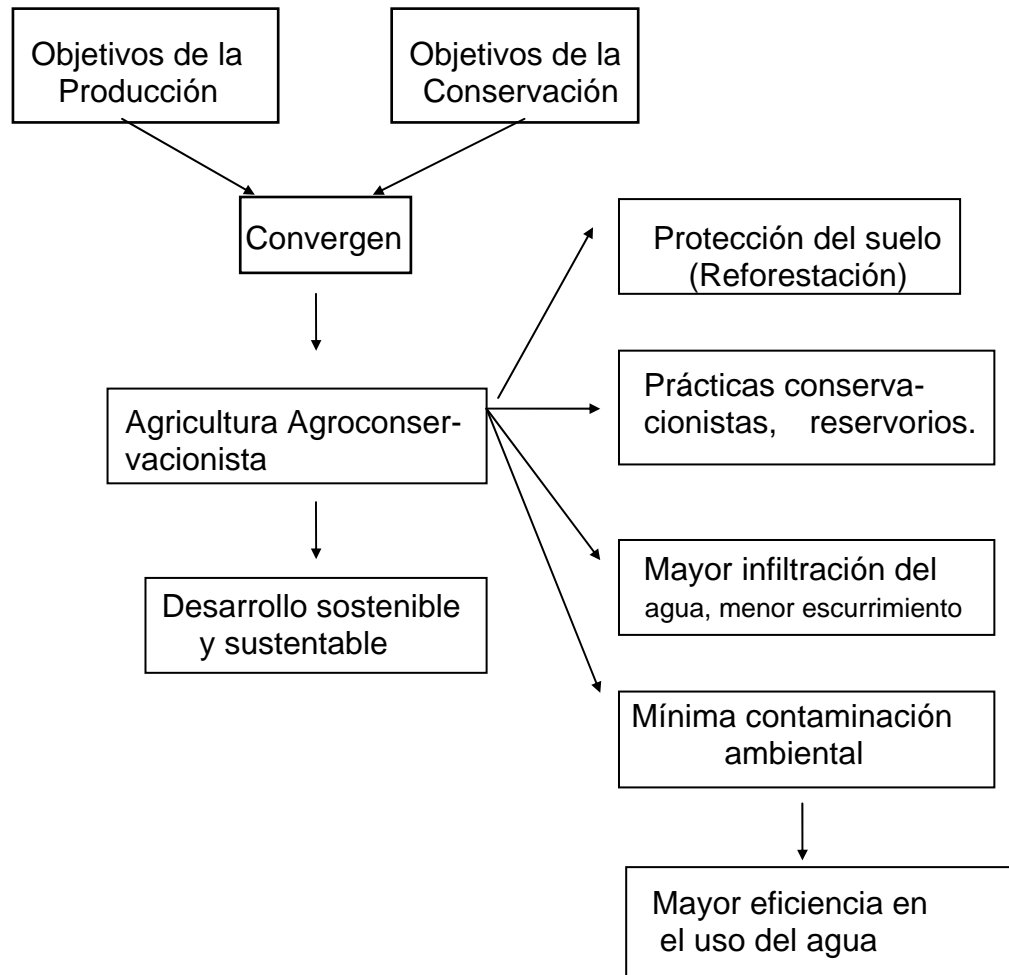 Objetivos de la
Producción
Objetivos de la
Conservación
Convergen
Protección del suelo
(Reforestación)
Prácticas conserva-
cionistas, reservorios.
Agricultura Agroconser-
vacionista
Mayor infiltración del
agua, menor escurrimiento
Desarrollo sostenible
y sustentable
Mínima contaminación
ambiental
Mayor eficiencia en
el uso del agua